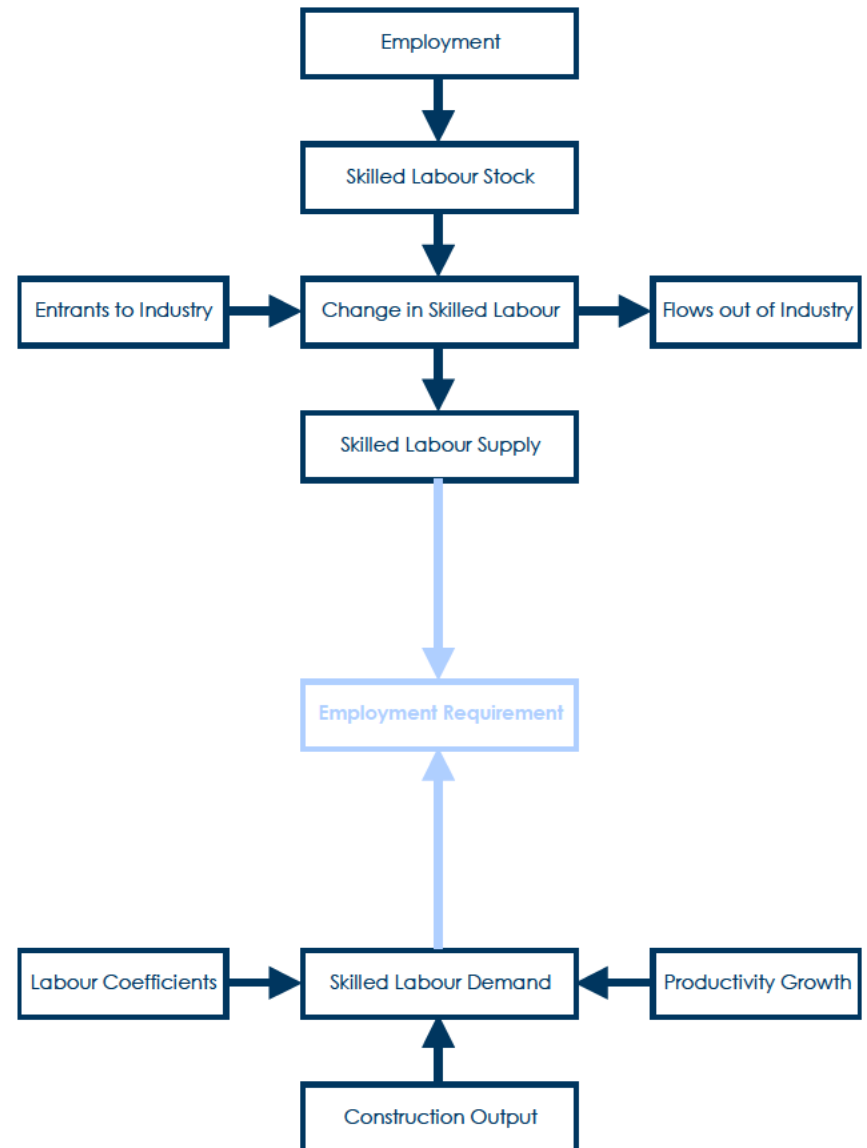 Employment
Skilled Labour Stock
Entrants to Industry
Change in Skilled Labour
Flows out of Industry
Skilled Labour Supply
Employment Requirement
Labour Coefficients
Skilled Labour Demand
Productivity Growth
Construction Output